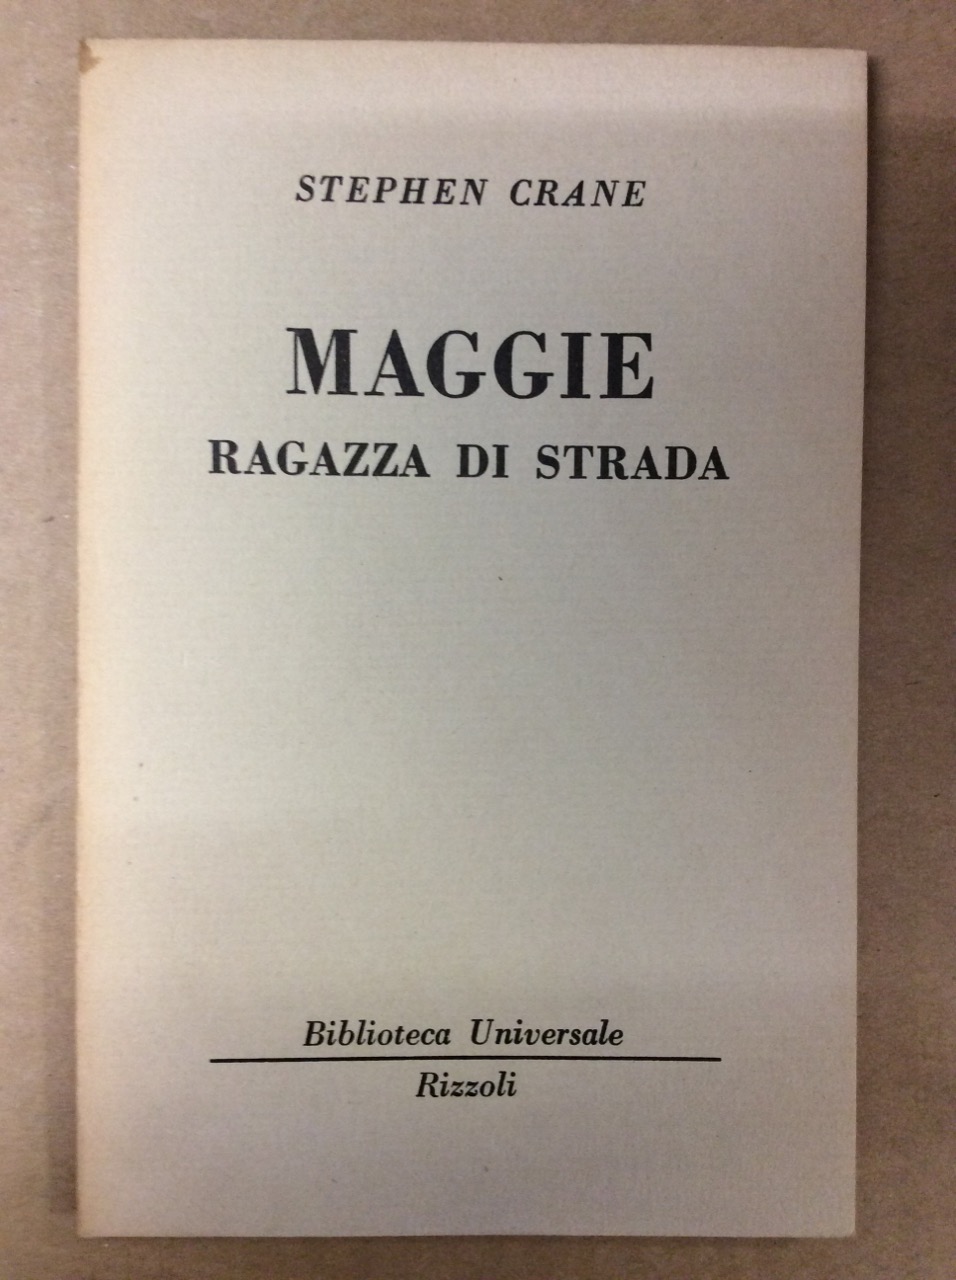 STEPHEN CRANE
MAGGIE
RAGAZZA DI STRADA
Biblioteca Universale
Rizzoli